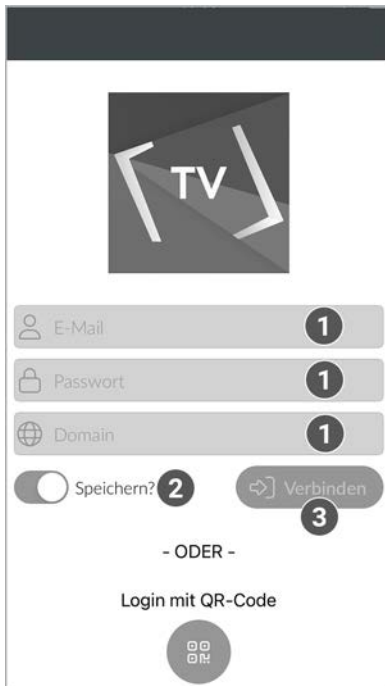 TV
E-Mail 1
Passwort 1
Domain 1
Speichern? 2 Verbinden
3
- ODER -
Login mit QR-Code